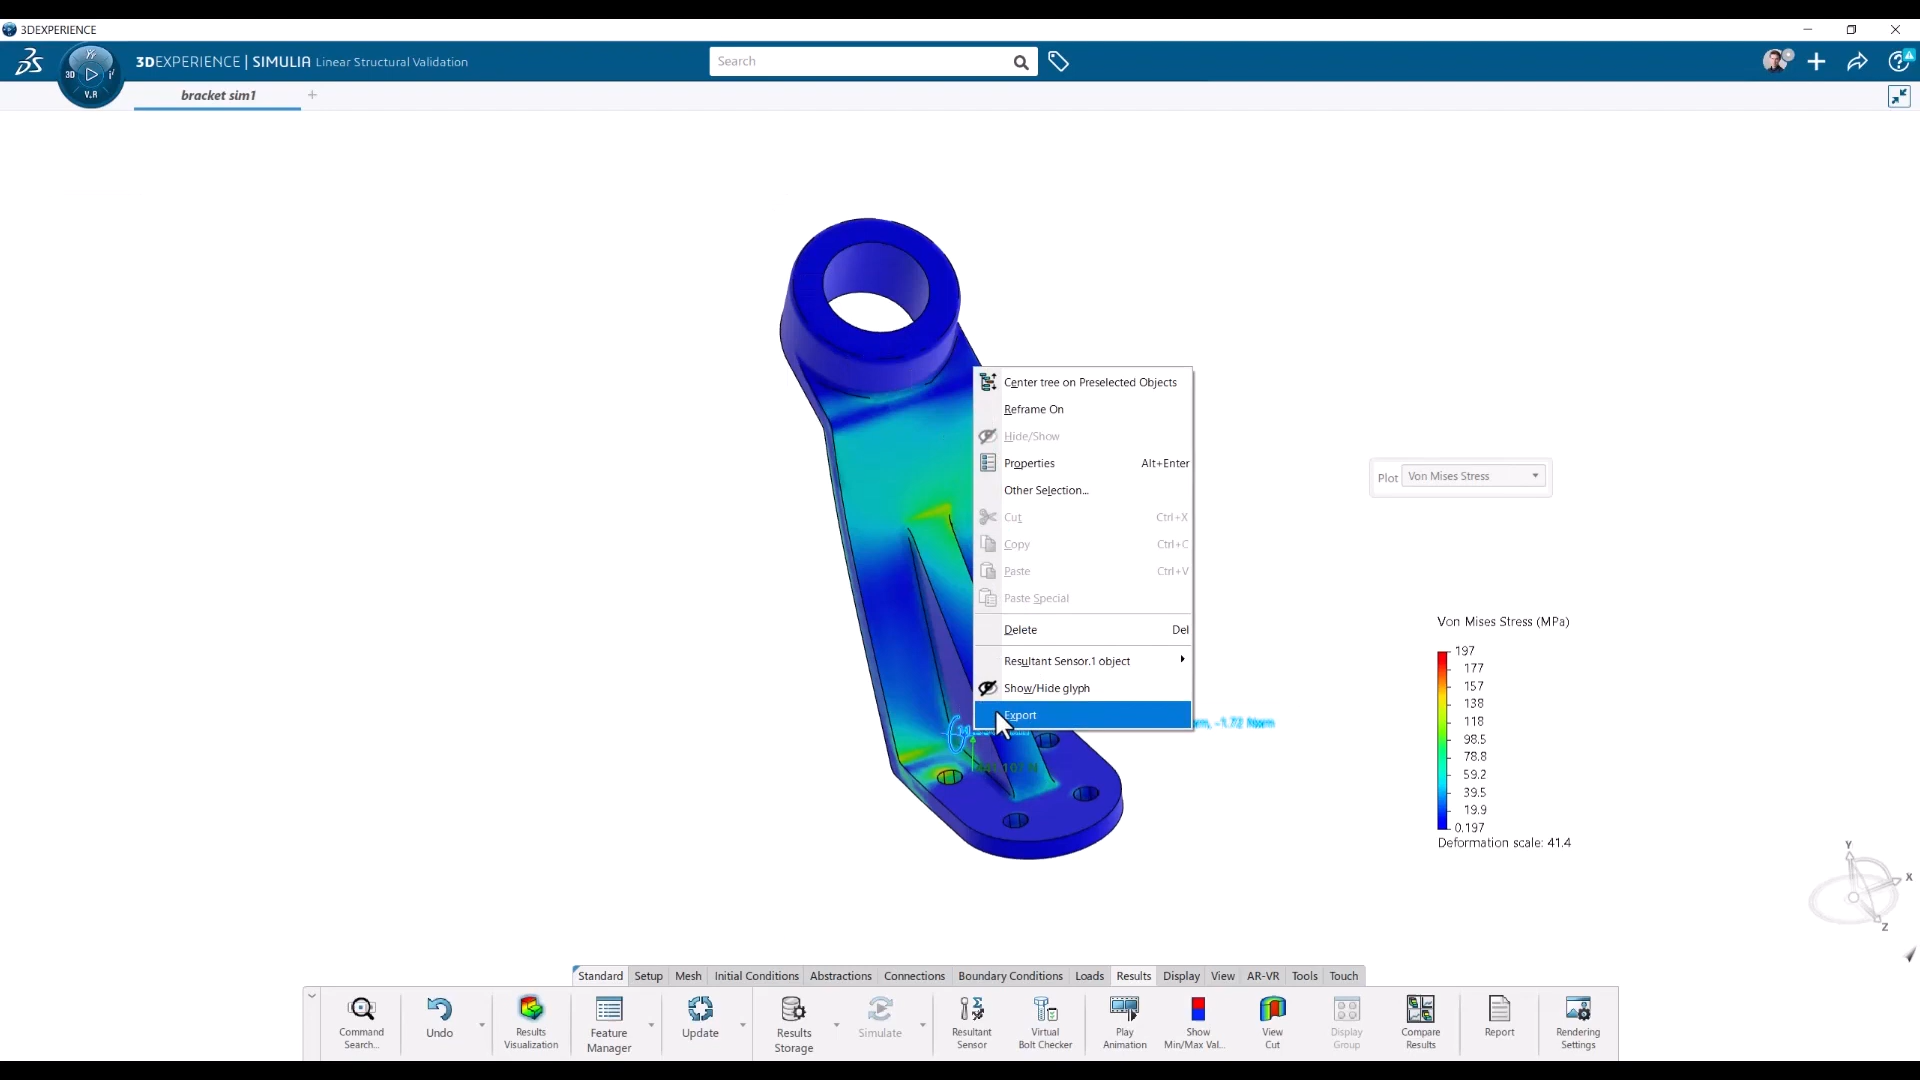 3DEXPERIENCE
3DEXPERIENCE | SIMULIA Linear Structural Validation
Search
3D
V.R
bracket sim1
Center tree on Preselected Objects
Reframe On
Hide/Show
Properties Alt+Enter
Other Selection...
Cut Ctrl+X
Copy Ctrl+C
Paste Ctrl+V
Paste Special
Delete Del
Resultant Sensor.1 object
Show/Hide glyph
Export
-1.72 Nxm
Plot Von Mises Stress
Von Mises Stress (MPa)
197
177
157
138
118
98.5
78.8
59.2
39.5
19.9
0.197
Deformation scale: 41.4
Y
X
Z
Standard Setup Mesh Initial Conditions Abstractions Connections Boundary Conditions Loads Results Display View AR-VR Tools Touch
Command Search...
Undo
Results Visualization
Feature Manager
Update
Results Storage
Simulate
Resultant Sensor
Virtual Bolt Checker
Play Animation
Show Min/Max Val...
View Cut
Display Group
Compare Results
Report
Rendering Settings